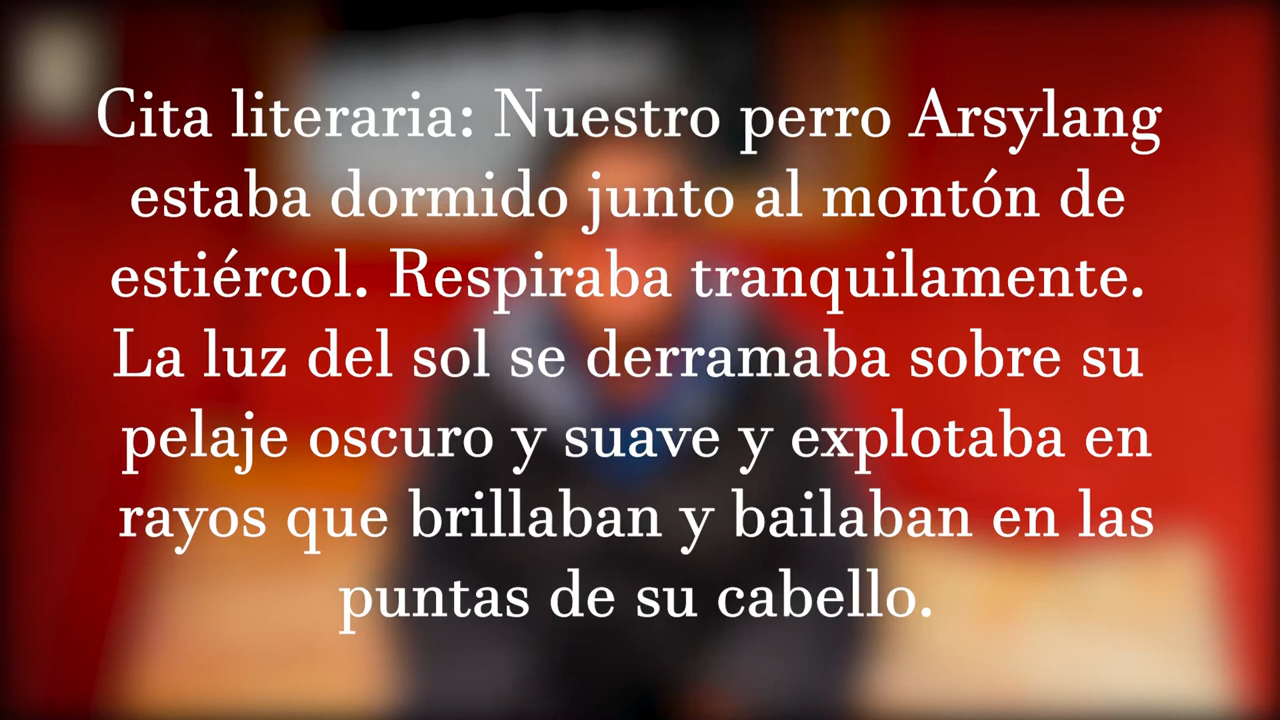 Cita literaria: Nuestro perro Arsylang
estaba dormido junto al montón de
estiércol. Respiraba tranquilamente.
La luz del sol se derramaba sobre su
pelaje oscuro y suave y explotaba en
rayos que brillaban y bailaban en las
puntas de su cabello.